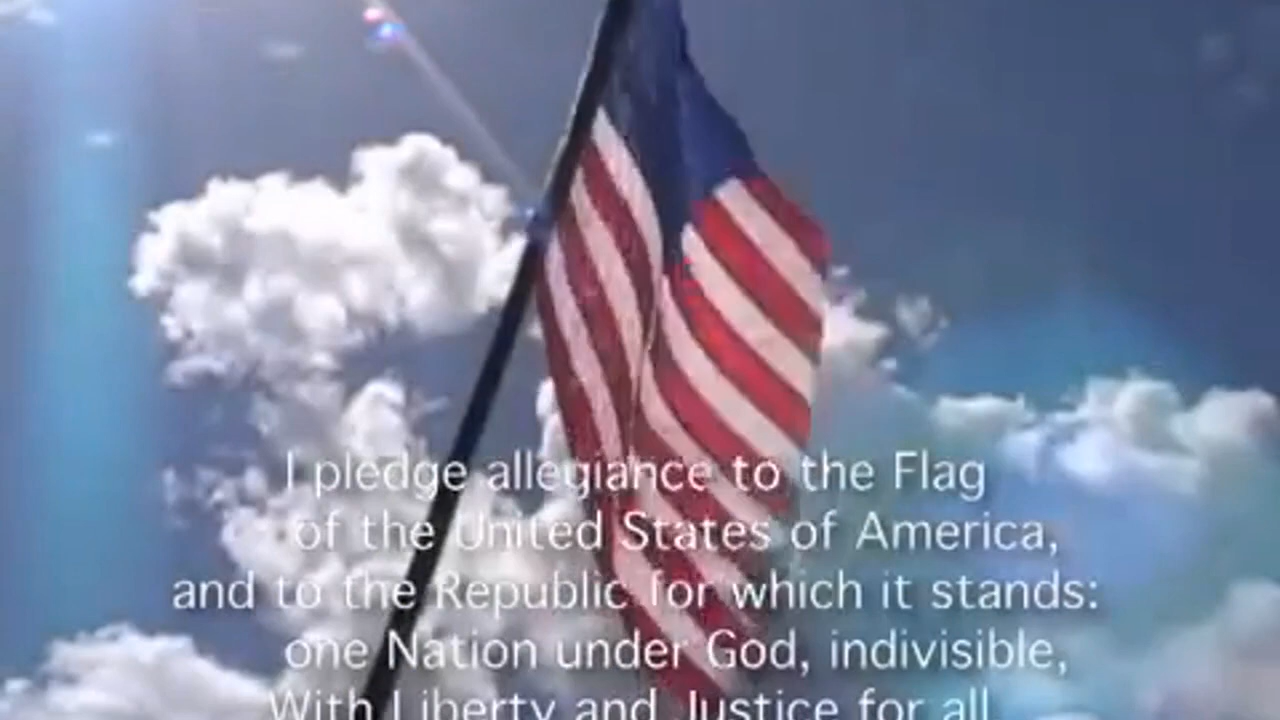 I pledge allegiance to the Flag
of the United States of America,
and to the Republic for which it stands:
one Nation under God, indivisible,
With Liberty and Justice for all